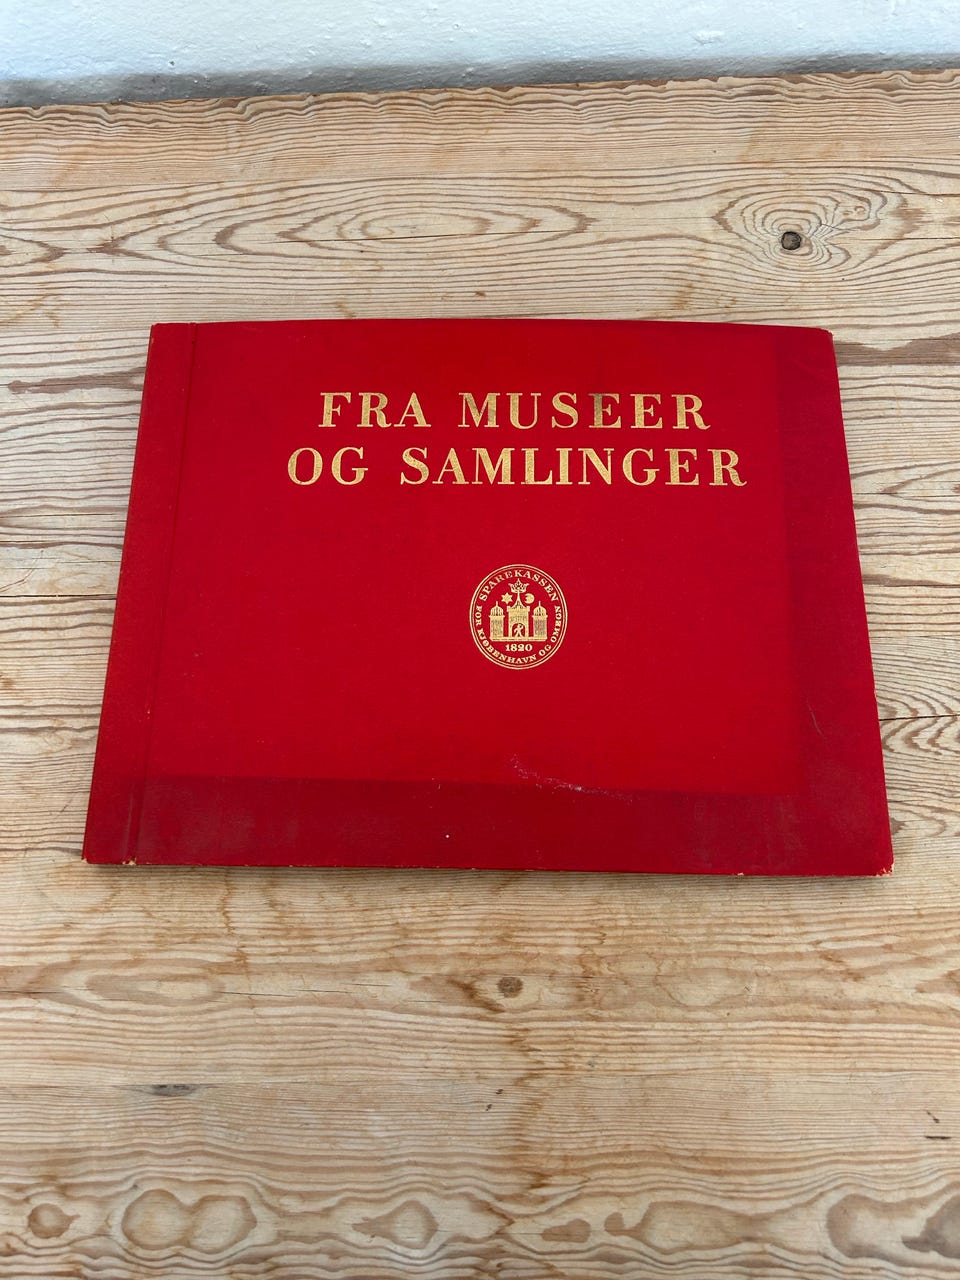 FRA MUSEER
OG SAMLINGER
SPAREKASSEN
FOR KJØBENHAVN OG OMEGN
1820